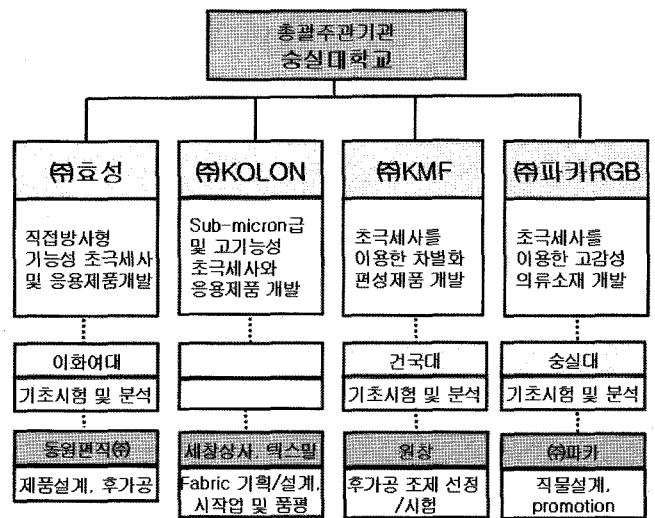 총괄주관기관
숭실대학교
㈜효성
직접방사형
기능성 초극세사
및 응용제품개발
이화여대
기초시험 및 분석
동원편직㈜
제품설계, 후가공
㈜KOLON
Sub-micron급
및 고기능성
초극세사와
응용제품 개발
세창상사, 텍스밀
Fabric 기획/설계,
시작업 및 품평
㈜KMF
초극세사를
이용한 차별화
편성제품 개발
건국대
기초시험 및 분석
원창
후가공 조제 선정
/시험
㈜파카RGB
초극세사를
이용한 고감성
의류소재 개발
숭실대
기초시험 및 분석
㈜파카
직물설계,
promotion